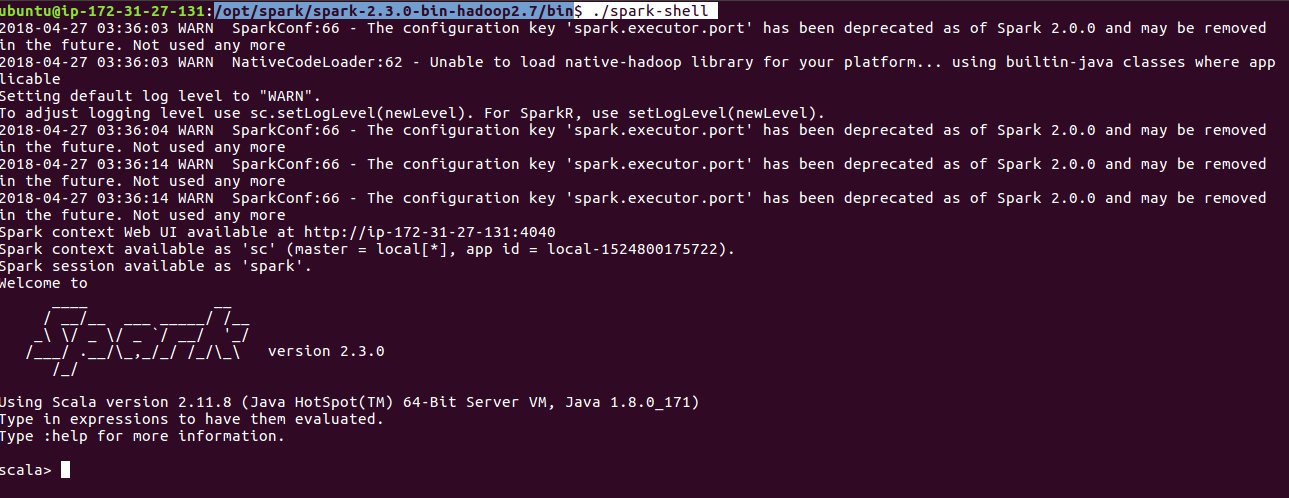 ubuntu@ip-172-31-27-131:/opt/spark/spark-2.3.0-bin-hadoop2.7/bin$ ./spark-shell
2018-04-27 03:36:03 WARN  SparkConf:66 - The configuration key 'spark.executor.port' has been deprecated as of Spark 2.0.0 and may be removed
in the future. Not used any more
2018-04-27 03:36:03 WARN  NativeCodeLoader:62 - Unable to load native-hadoop library for your platform... using builtin-java classes where app
licable
Setting default log level to "WARN".
To adjust logging level use sc.setLogLevel(newLevel). For SparkR, use setLogLevel(newLevel).
2018-04-27 03:36:04 WARN  SparkConf:66 - The configuration key 'spark.executor.port' has been deprecated as of Spark 2.0.0 and may be removed
in the future. Not used any more
2018-04-27 03:36:14 WARN  SparkConf:66 - The configuration key 'spark.executor.port' has been deprecated as of Spark 2.0.0 and may be removed
in the future. Not used any more
2018-04-27 03:36:14 WARN  SparkConf:66 - The configuration key 'spark.executor.port' has been deprecated as of Spark 2.0.0 and may be removed
in the future. Not used any more
Spark context Web UI available at http://ip-172-31-27-131:4040
Spark context available as 'sc' (master = local[*], app id = local-1524800175722).
Spark session available as 'spark'.
Welcome to
      ____              __
     / __/__  ___ _____/ /__
    _\ \/ _ \/ _ `/ __/  '_/
   /___/ .__/\_,_/_/ /_/\_\   version 2.3.0
      /_/
Using Scala version 2.11.8 (Java HotSpot(TM) 64-Bit Server VM, Java 1.8.0_171)
Type in expressions to have them evaluated.
Type :help for more information.
scala>